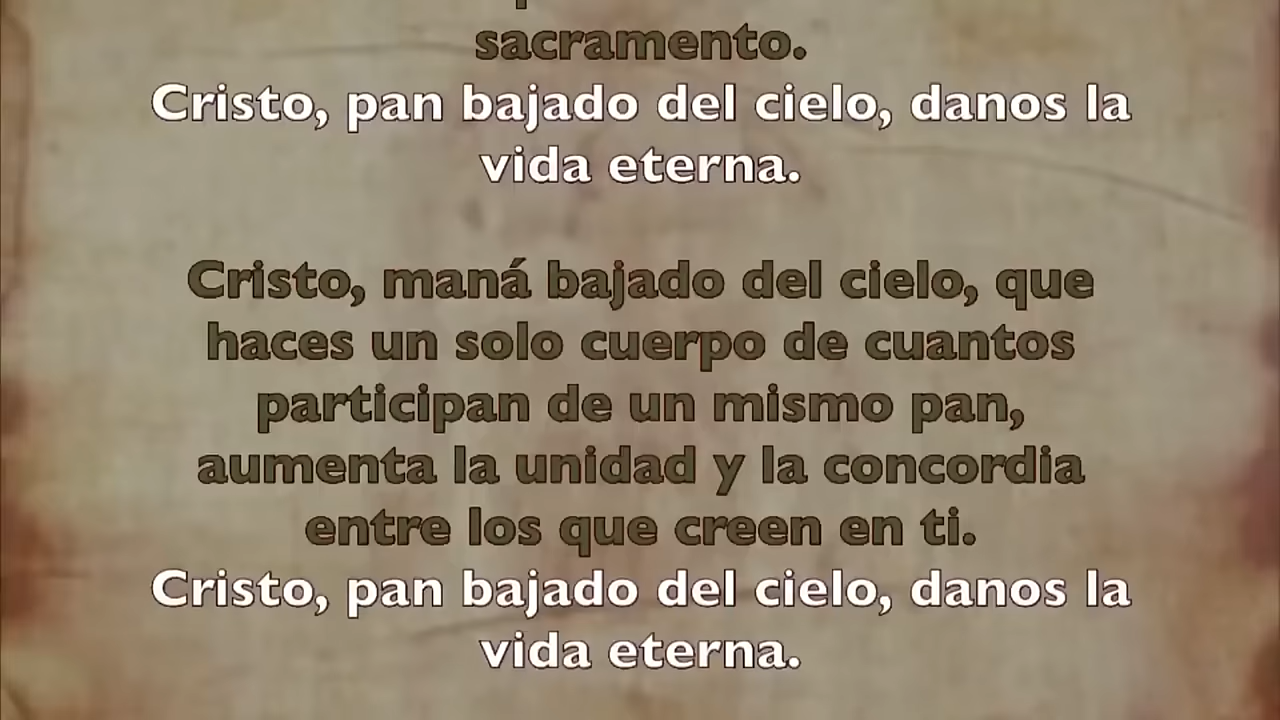 sacramento.
Cristo, pan bajado del cielo, danos la
vida eterna.
Cristo, maná bajado del cielo, que
haces un solo cuerpo de cuantos
participan de un mismo pan,
aumenta la unidad y la concordia
entre los que creen en ti.
Cristo, pan bajado del cielo, danos la
vida eterna.